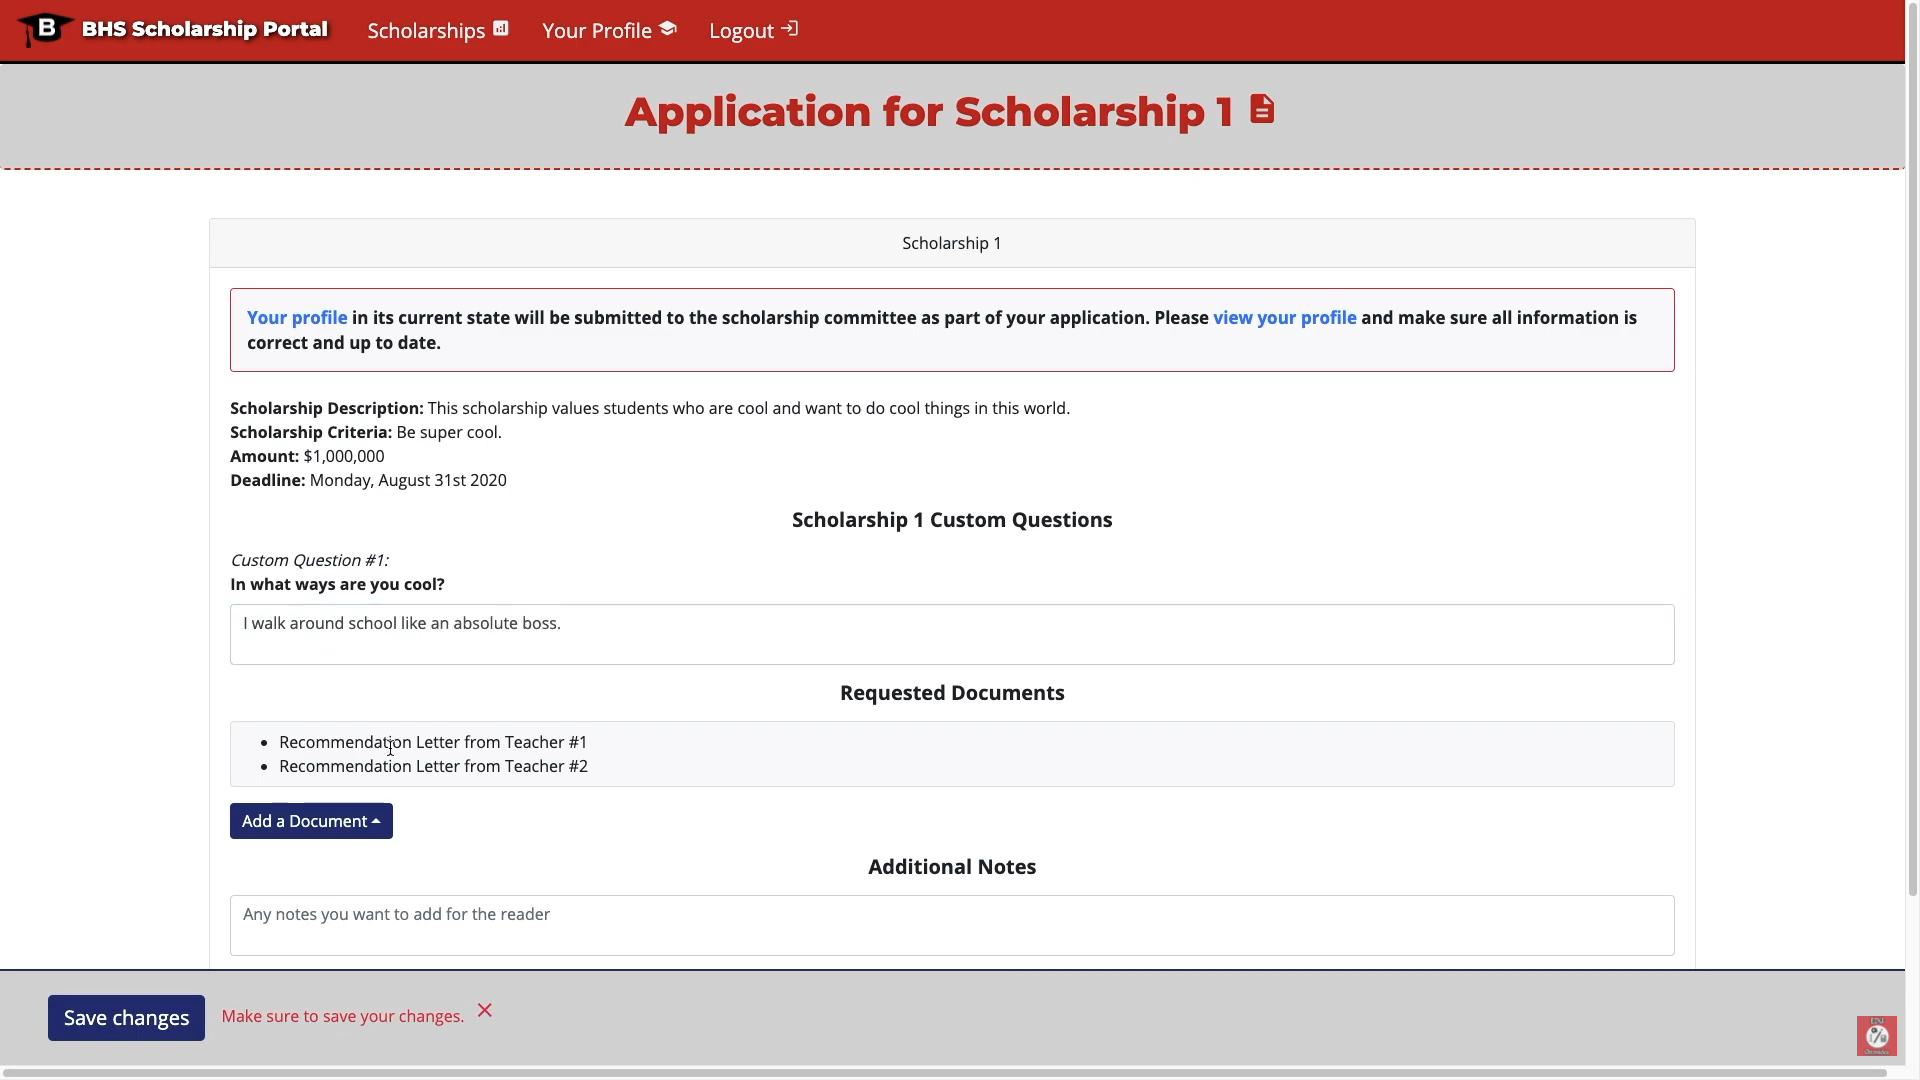 B BHS Scholarship Portal Scholarships Your Profile Logout
Application for Scholarship 1
Scholarship 1
Your profile in its current state will be submitted to the scholarship committee as part of your application. Please view your profile and make sure all information is
correct and up to date.
Scholarship Description: This scholarship values students who are cool and want to do cool things in this world.
Scholarship Criteria: Be super cool.
Amount: $1,000,000
Deadline: Monday, August 31st 2020
Scholarship 1 Custom Questions
Custom Question #1:
In what ways are you cool?
I walk around school like an absolute boss.
Requested Documents
• Recommendation Letter from Teacher #1
• Recommendation Letter from Teacher #2
Add a Document
Additional Notes
Any notes you want to add for the reader
Save changes Make sure to save your changes.